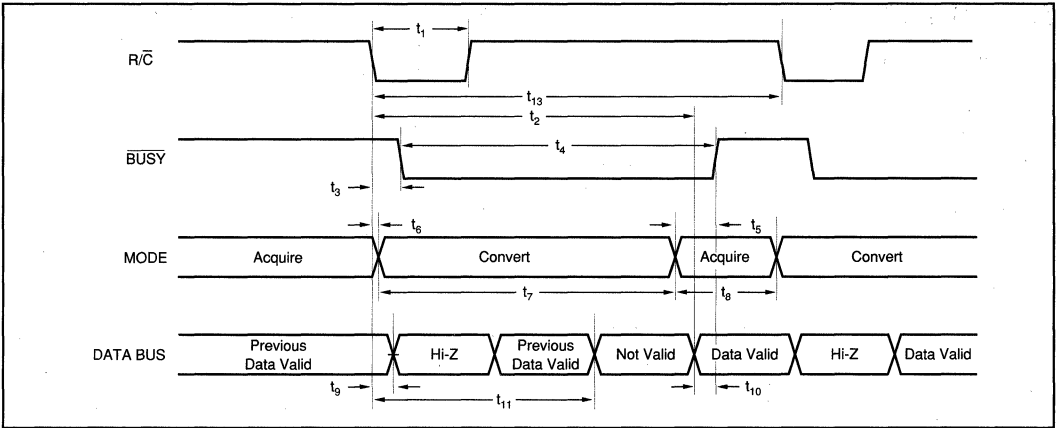 t1
R/C̅
t13
t2
B̅U̅S̅Y̅
t4
t3
t6
t5
MODE
Acquire
Convert
Acquire
Convert
t7
t8
DATA BUS
Previous
Data Valid
Hi-Z
Previous
Data Valid
Not Valid
Data Valid
Hi-Z
Data Valid
t9
t10
t11